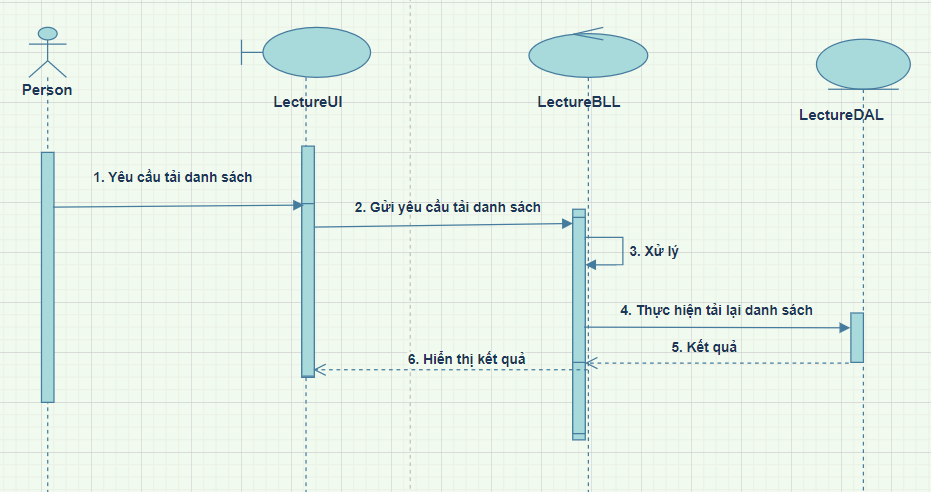 Person
LectureUI
LectureBLL
LectureDAL
1. Yêu cầu tải danh sách
2. Gửi yêu cầu tải danh sách
3. Xử lý
4. Thực hiện tải lại danh sách
5. Kết quả
6. Hiển thị kết quả